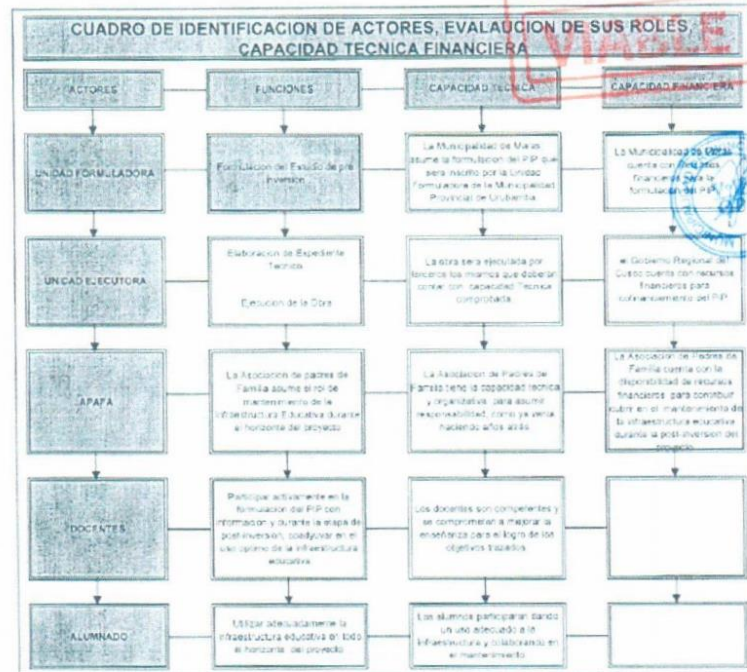 CUADRO DE IDENTIFICACION DE ACTORES, EVALAUCION DE SUS ROLES,
CAPACIDAD TECNICA FINANCIERA
VIABLE
ACTORES
FUNCIONES
CAPACIDAD TECNICA
CAPACIDAD FINANCIERA
UNIDAD FORMULADORA
Formulacion del Estudio de pre
inversion
La Municipalidad de Maras
asume la formulacion del PIP que
sera inscrito por la Unidad
Formuladora de la Municipalidad
Provincial de Urubamba
La Municipalidad de Maras
cuenta con
financieros para la
formulacion del PIP
UNIDAD EJECUTORA
Elaboracion de Expediente
Tecnico
Ejecucion de la Obra
La obra sera ejecutada por
terceros los mismos que deberan
contar con capacidad Tecnica
comprobada
el Gobierno Regional del
Cusco cuenta con recursos
financieros para
cofinanciamiento del PIP
APAFA
La Asociación de padres de
Familia asume el rol de
mantenimiento de la
Infraestructura Educativa durante
el horizonte del proyecto
La Asociacion de Padres de
Familia tiene la capacidad tecnica
y organizativa para asumir
responsabilidad, como ya venia
haciendo años atrás
La Asociacion de Padres de
Familia cuenta con la
disponibilidad de recursos
financieros para contribuir
cubrir en el mantenimiento de
la infraestructura educativa
durante la post-inversion del
proyecto
DOCENTES
Participar activamente en la
formulacion del PIP con
informacion y durante la etapa de
post-inversion, coadyuvar en el
uso optimo de la infraestructura
educativa
Los docentes son competentes y
se comprometen a mejorar la
enseñanza para el logro de los
objetivos trazados
ALUMNADO
Utilizar adecuadamente la
infraestructura educativa en todo
el horizonte del proyecto
Los alumnos participaran dando
un uso adecuado a la
infraestructura y colaborando en
el mantenimiento